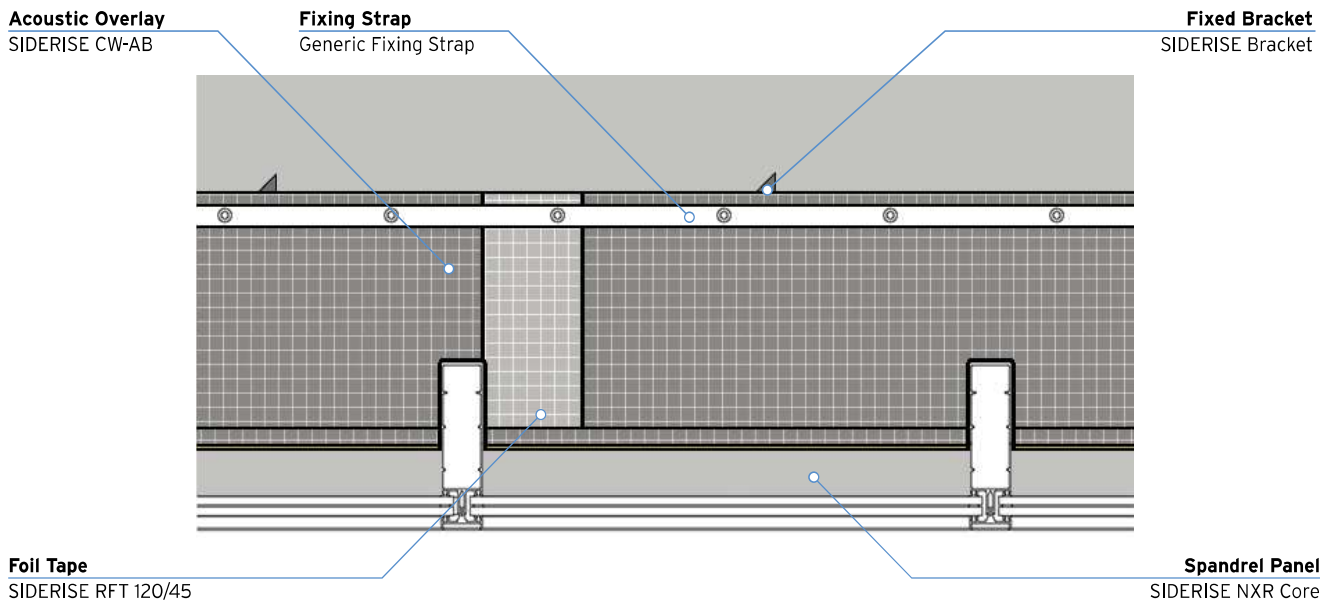 Acoustic Overlay
SIDERISE CW-AB
Fixing Strap
Generic Fixing Strap
Fixed Bracket
SIDERISE Bracket
Foil Tape
SIDERISE RFT 120/45
Spandrel Panel
SIDERISE NXR Core